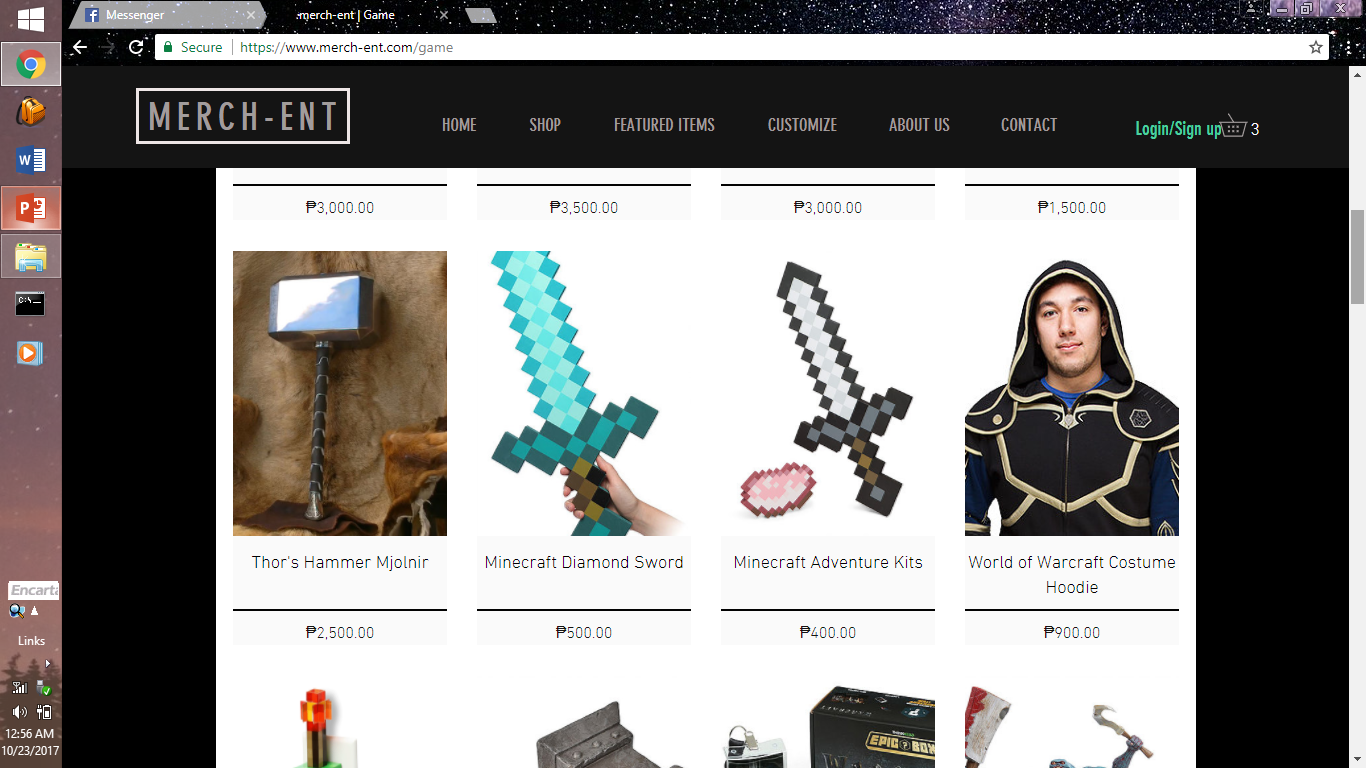 Messenger
merch-ent | Game
Secure
https://www.merch-ent.com/game
MERCH-ENT
HOME
SHOP
FEATURED ITEMS
CUSTOMIZE
ABOUT US
CONTACT
Login/Sign up
3
₱3,000.00
₱3,500.00
₱3,000.00
₱1,500.00
Thor's Hammer Mjolnir
Minecraft Diamond Sword
Minecraft Adventure Kits
World of Warcraft Costume
Hoodie
₱2,500.00
₱500.00
₱400.00
₱900.00
EPIC BOX
Encarta
Links
12:56 AM
10/23/2017